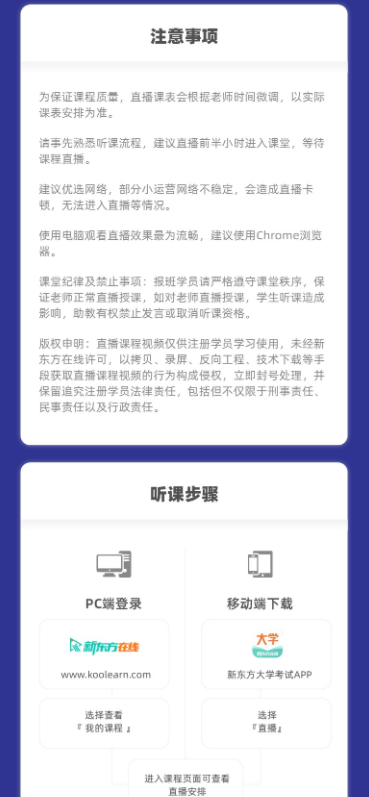 注意事项
为保证课程质量，直播课表会根据老师时间微调，以实际
课表安排为准。
请事先熟悉听课流程，建议直播前半小时进入课堂，等待
课程直播。
建议优选网络，部分小运营网络不稳定，会造成直播卡
顿，无法进入直播等情况。
使用电脑观看直播效果最为流畅，建议使用Chrome浏览
器。
课堂纪律及禁止事项：报班学员请严格遵守课堂秩序，保
证老师正常直播授课，如对老师直播授课，学生听课造成
影响，助教有权禁止发言或取消听课资格。
版权申明：直播课程视频仅供注册学员学习使用，未经新
东方在线许可，以拷贝、录屏、反向工程、技术下载等手
段获取直播课程视频的行为构成侵权，立即封号处理，并
保留追究注册学员法律责任，包括但不仅限于刑事责任、
民事责任以及行政责任。
听课步骤
PC端登录
移动端下载
新东方在线
大学
www.koolearn.com
新东方大学考试APP
选择查看
『 我的课程 』
选择
『直播』
进入课程页面可查看
直播安排